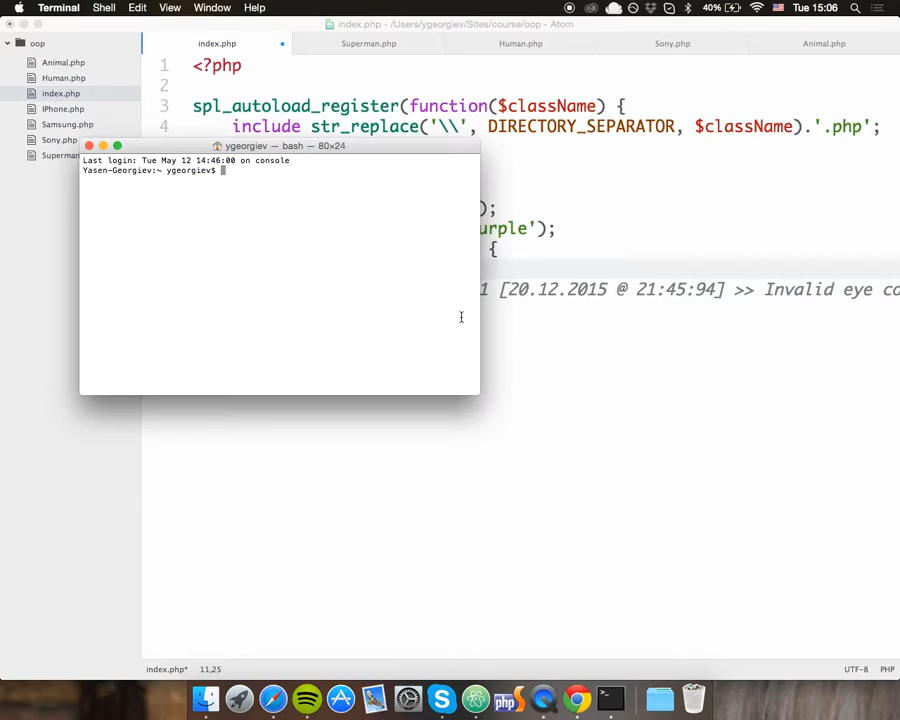 Terminal Shell Edit View Window Help 40% Tue 15:06
index.php - /Users/ygeorgiev/Sites/course/oop - Atom
oop
Animal.php
Human.php
index.php
IPhone.php
Samsung.php
Sony.php
Superman
index.php Superman.php Human.php Sony.php Animal.php
1 <?php
2
3 spl_autoload_register(function($className) {
4 include str_replace('\\', DIRECTORY_SEPARATOR, $className).'.php';
);
urple');
{
1 [20.12.2015 @ 21:45:94] >> Invalid eye co
ygeorgiev — bash — 80×24
Last login: Tue May 12 14:46:00 on console
Yasen-Georgiev:~ ygeorgiev$
index.php* 11,25 UTF-8 PHP
php